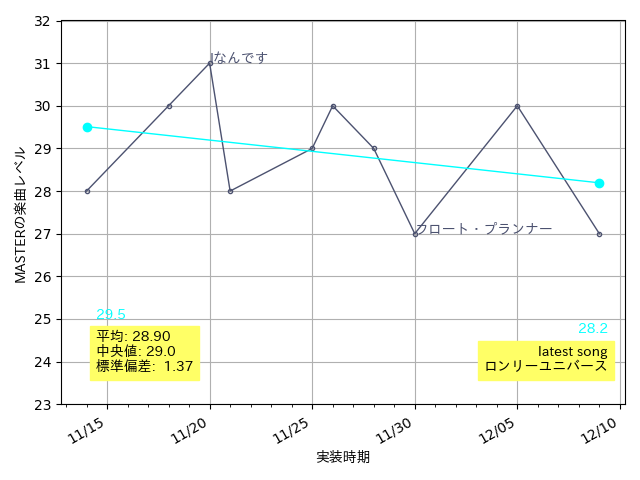 32
31
30
29
28
27
26
25
24
23
MASTERの楽曲レベル
!なんです
フロート・プランナー
29.5
平均: 28.90
中央値: 29.0
標準偏差: 1.37
28.2
latest song
ロンリーユニバース
11/15
11/20
11/25
11/30
12/05
12/10
実装時期